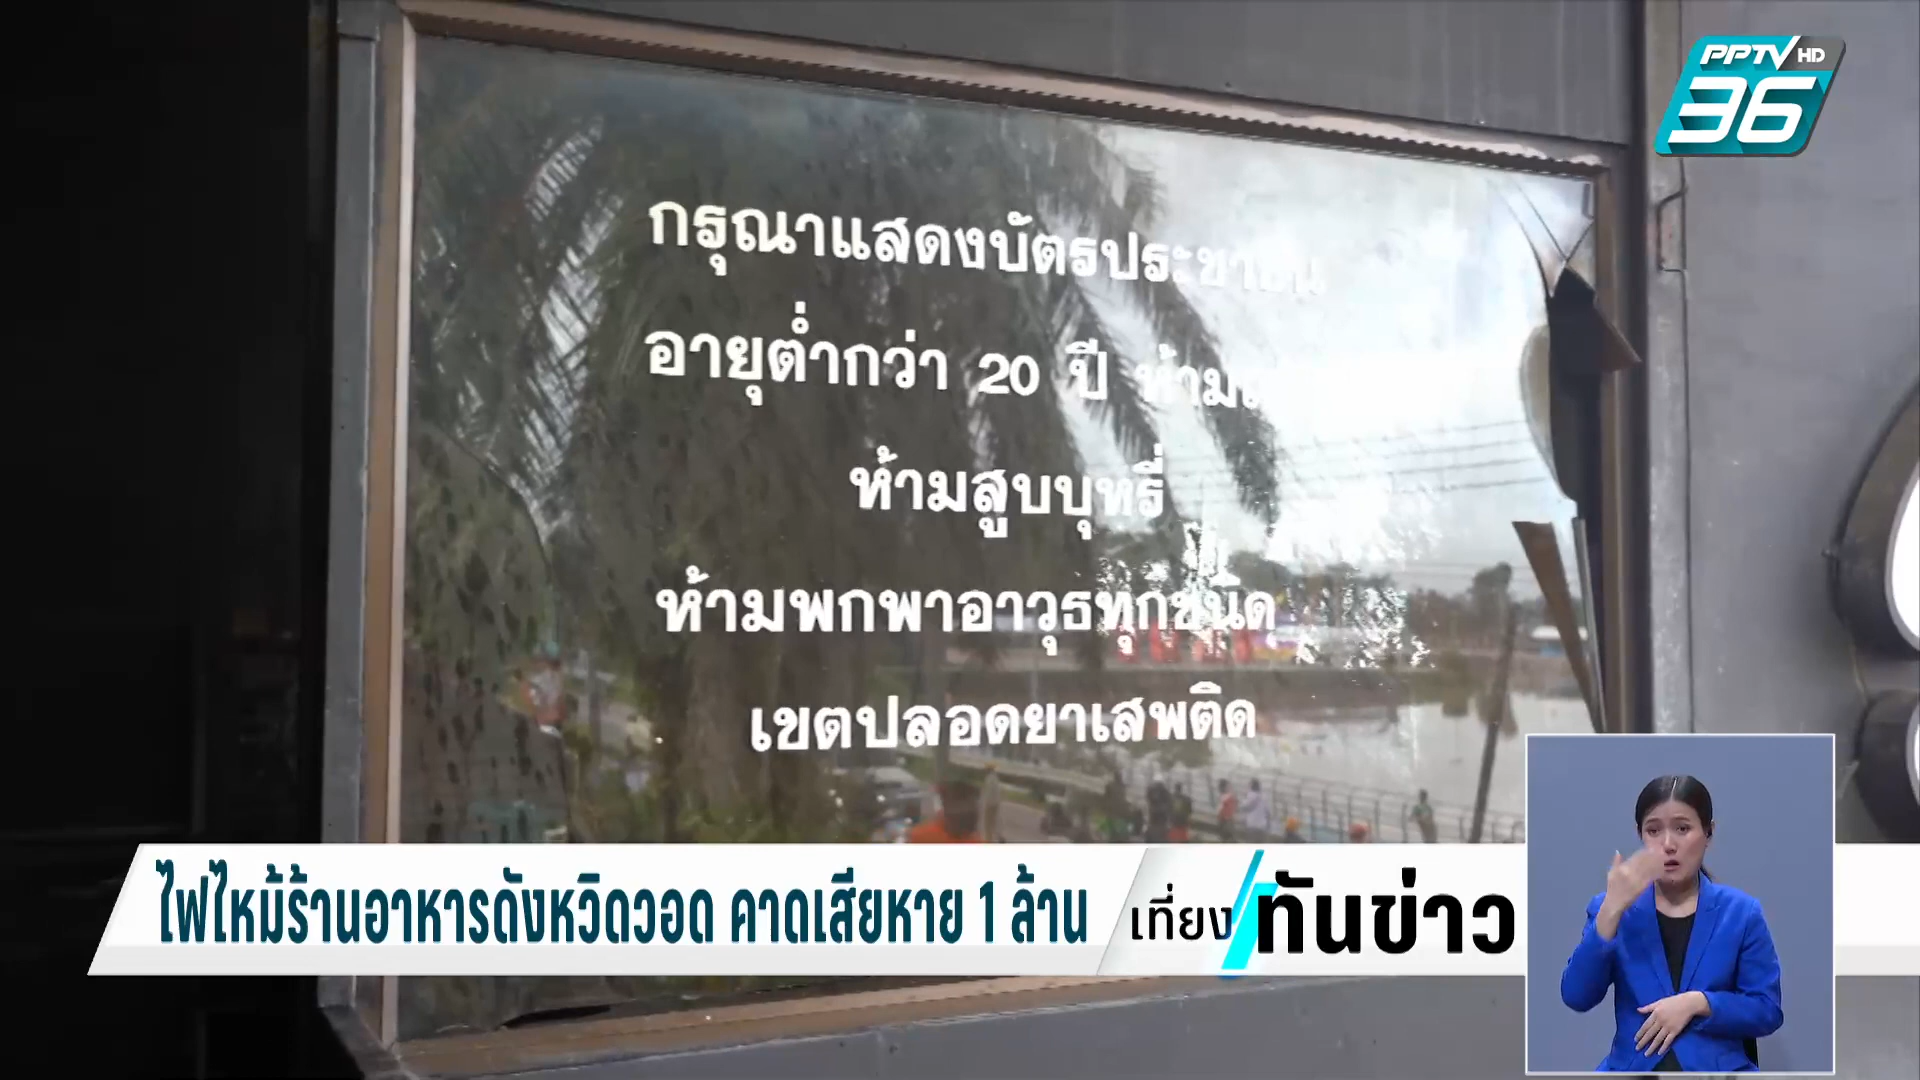 PPTV HD
36
กรุณาแสดงบัตรประชาชน
อายุต่ำกว่า 20 ปี ห้าม
ห้ามสูบบุหรี่
ห้ามพกพาอาวุธทุกชนิด
เขตปลอดยาเสพติด
ไฟไหม้ร้านอาหารดังหวิดวอด คาดเสียหาย 1 ล้าน
เที่ยงทันข่าว